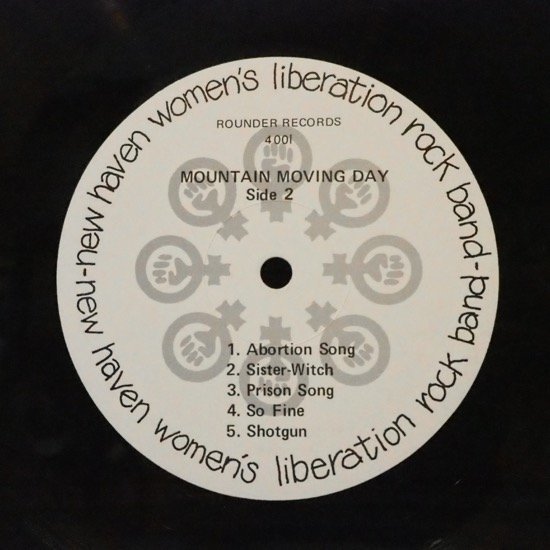 new haven women's liberation rock band-new haven women's liberation rock band-
ROUNDER RECORDS
4001
MOUNTAIN MOVING DAY
Side 2
1. Abortion Song
2. Sister-Witch
3. Prison Song
4. So Fine
5. Shotgun